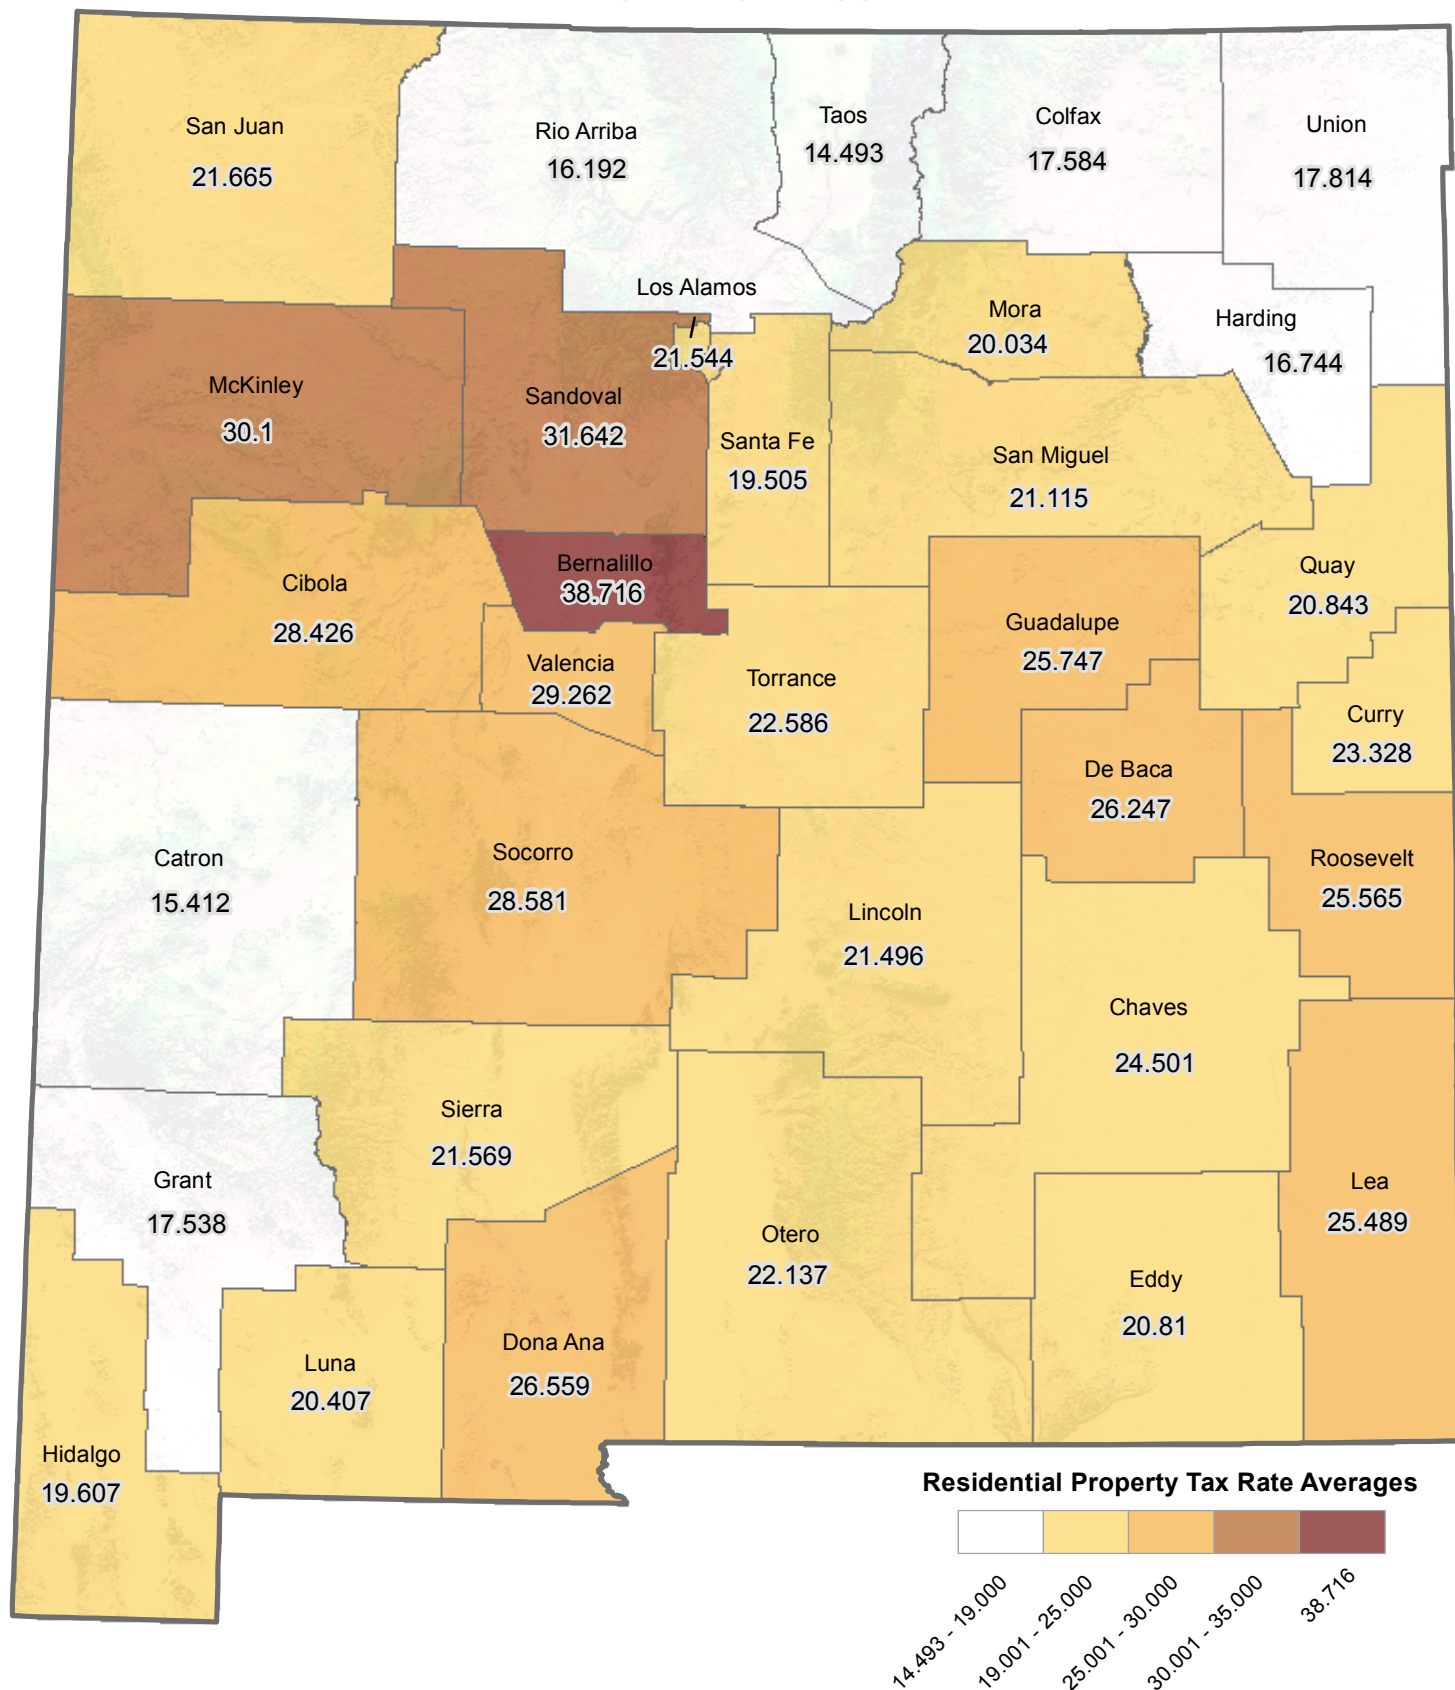 San Juan
21.665
Rio Arriba
16.192
Taos
14.493
Colfax
17.584
Union
17.814
Los Alamos
21.544
Mora
20.034
Harding
16.744
McKinley
30.1
Sandoval
31.642
Santa Fe
19.505
San Miguel
21.115
Bernalillo
38.716
Cibola
28.426
Quay
20.843
Guadalupe
25.747
Valencia
29.262
Torrance
22.586
Curry
23.328
De Baca
26.247
Catron
15.412
Socorro
28.581
Roosevelt
25.565
Lincoln
21.496
Chaves
24.501
Sierra
21.569
Grant
17.538
Lea
25.489
Otero
22.137
Eddy
20.81
Dona Ana
26.559
Luna
20.407
Hidalgo
19.607
Residential Property Tax Rate Averages
14.493 - 19.000
19.001 - 25.000
25.001 - 30.000
30.001 - 35.000
38.716